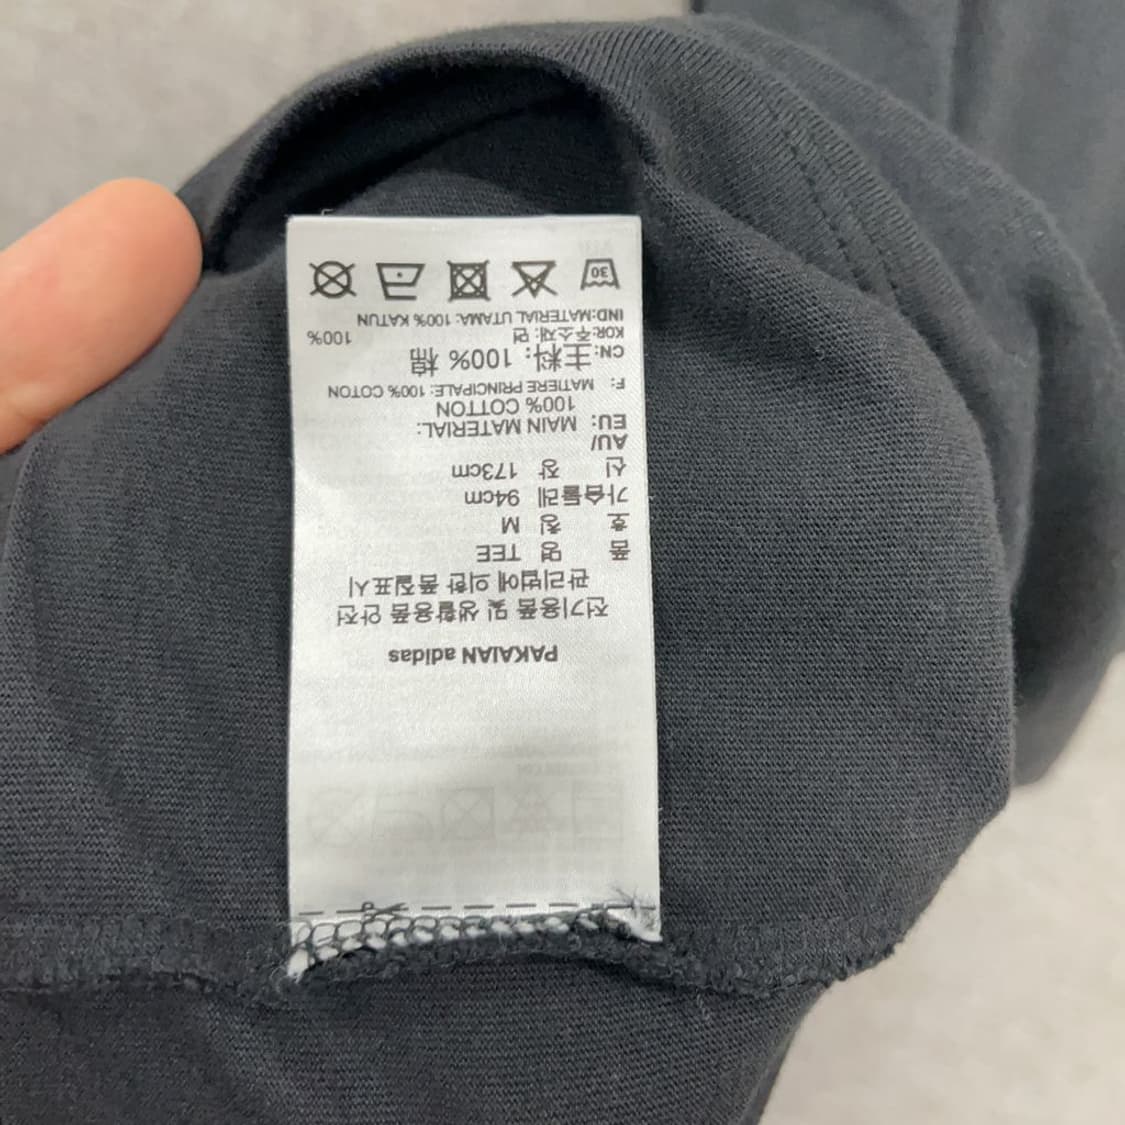 PAKAIAN adidas
전기용품 및 생활용품 안전
관리법에 의한 품질표시
품 명 TEE
호 칭 M
가슴둘레 94cm
신 장 173cm
AU/
EU: MAIN MATERIAL:
100% COTTON
F: MATIERE PRINCIPALE: 100% COTON
CN: 主料: 100% 棉
KOR:주소재: 면 100%
IND:MATERIAL UTAMA: 100% KATUN
30